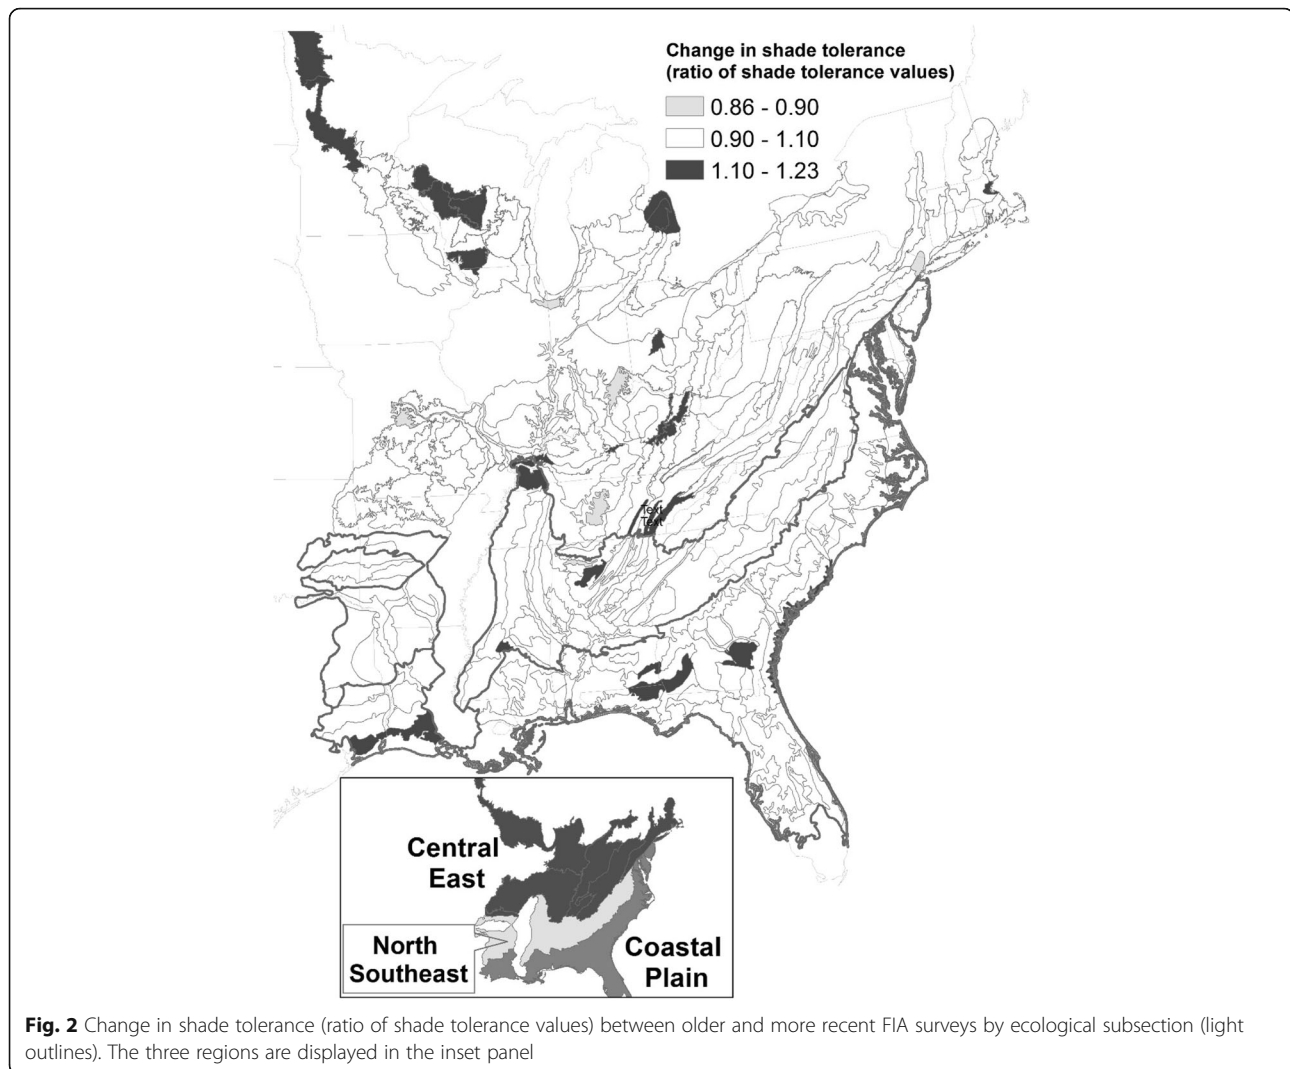 Change in shade tolerance
(ratio of shade tolerance values)
0.86 - 0.90
0.90 - 1.10
1.10 - 1.23
Text
Text
Central
East
North
Southeast
Coastal
Plain
Fig. 2 Change in shade tolerance (ratio of shade tolerance values) between older and more recent FIA surveys by ecological subsection (light
outlines). The three regions are displayed in the inset panel